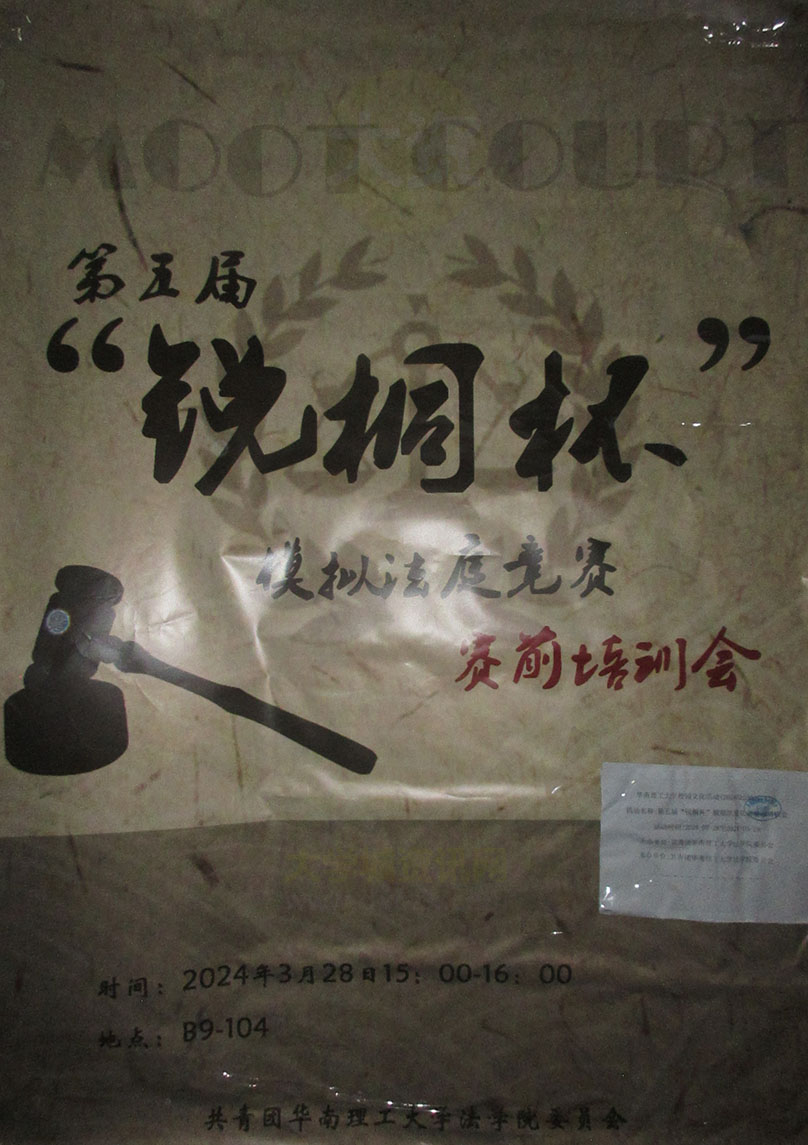 MOOT COURT
第五届
“锐桐杯”
模拟法庭竞赛
赛前培训会
时间：2024年3月28日15：00-16：00
地点：B9-104
共青团华南理工大学法学院委员会